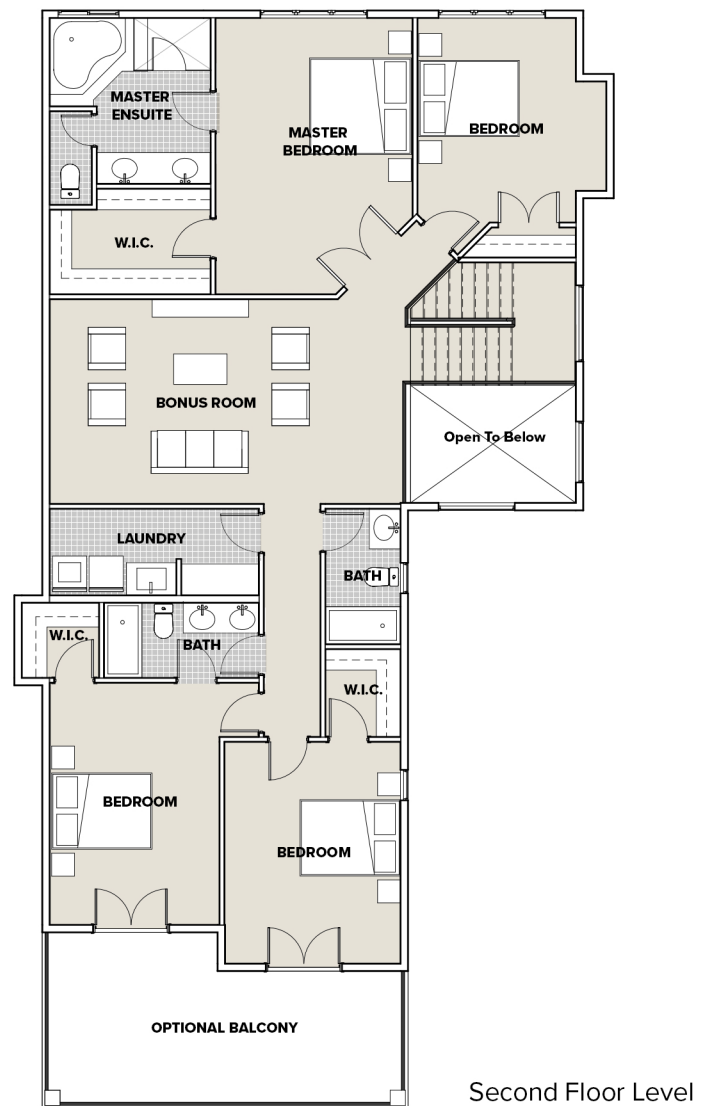 MASTER
ENSUITE
MASTER
BEDROOM
BEDROOM
W.I.C.
BONUS ROOM
Open To Below
LAUNDRY
BATH
W.I.C.
BATH
W.I.C.
BEDROOM
BEDROOM
OPTIONAL BALCONY
Second Floor Level